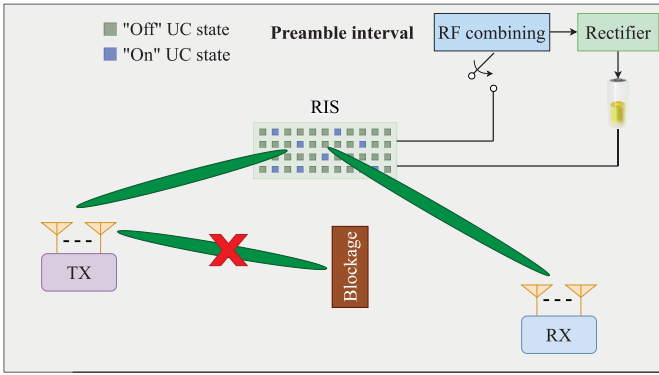 "Off" UC state
"On" UC state
Preamble interval
RF combining
Rectifier
RIS
TX
Blockage
RX